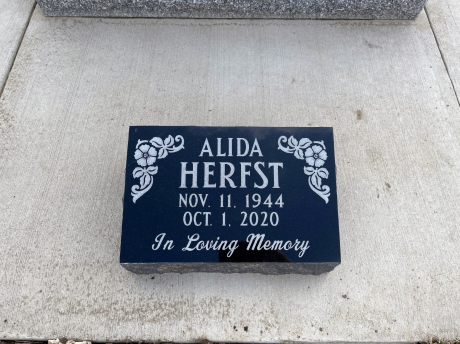 ALIDA
HERFST
NOV. 11. 1944
OCT. 1. 2020
In Loving Memory